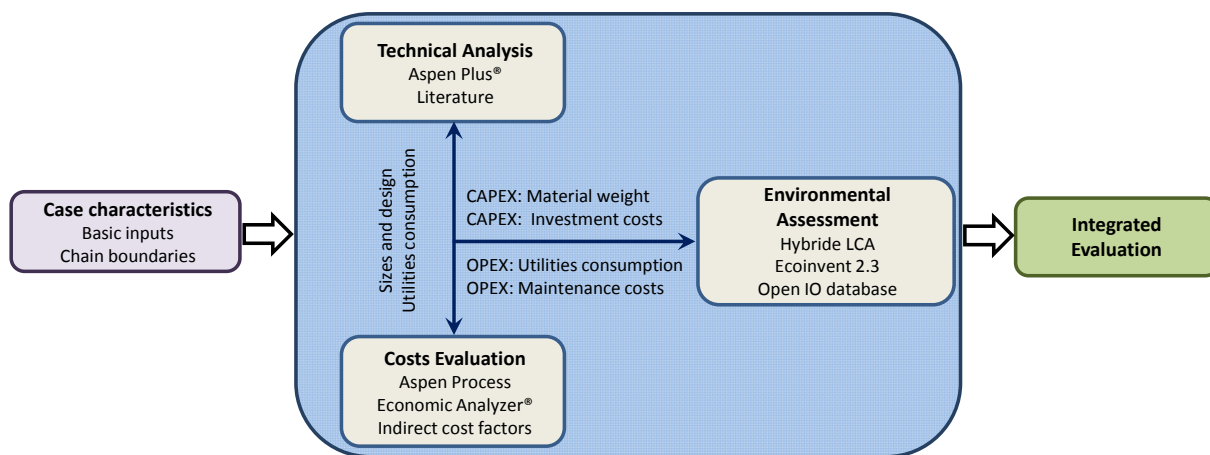 Case characteristics
Basic inputs
Chain boundaries
Technical Analysis
Aspen Plus®
Literature
Sizes and design
Utilities consumption
CAPEX: Material weight
CAPEX: Investment costs
OPEX: Utilities consumption
OPEX: Maintenance costs
Costs Evaluation
Aspen Process
Economic Analyzer®
Indirect cost factors
Environmental
Assessment
Hybride LCA
Ecoinvent 2.3
Open IO database
Integrated
Evaluation